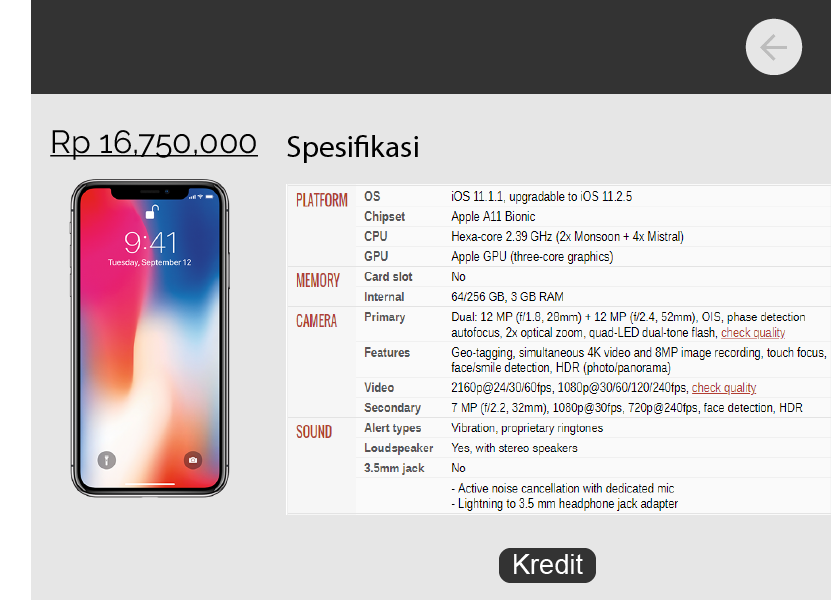 Rp 16,750,000
Spesifikasi
9:41
Tuesday, September 12
PLATFORM OS iOS 11.1.1, upgradable to iOS 11.2.5
Chipset Apple A11 Bionic
CPU Hexa-core 2.39 GHz (2x Monsoon + 4x Mistral)
GPU Apple GPU (three-core graphics)
MEMORY Card slot No
Internal 64/256 GB, 3 GB RAM
CAMERA Primary Dual: 12 MP (f/1.8, 28mm) + 12 MP (f/2.4, 52mm), OIS, phase detection
autofocus, 2x optical zoom, quad-LED dual-tone flash, check quality
Features Geo-tagging, simultaneous 4K video and 8MP image recording, touch focus,
face/smile detection, HDR (photo/panorama)
Video 2160p@24/30/60fps, 1080p@30/60/120/240fps, check quality
Secondary 7 MP (f/2.2, 32mm), 1080p@30fps, 720p@240fps, face detection, HDR
SOUND Alert types Vibration, proprietary ringtones
Loudspeaker Yes, with stereo speakers
3.5mm jack No
- Active noise cancellation with dedicated mic
- Lightning to 3.5 mm headphone jack adapter
Kredit